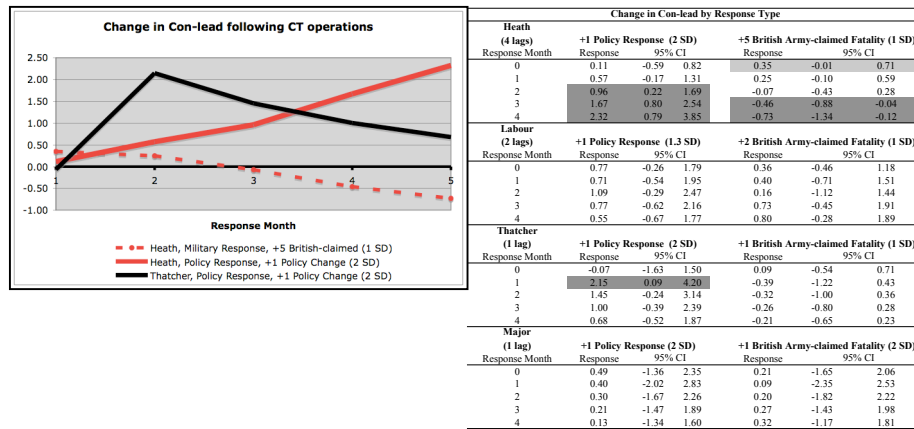 Change in Con-lead following CT operations
2.50
2.00
1.50
1.00
0.50
0.00
-0.50
-1.00
1 2 3 4 5
Response Month
Heath, Military Response, +5 British-claimed (1 SD)
Heath, Policy Response, +1 Policy Change (2 SD)
Thatcher, Policy Response, +1 Policy Change (2 SD)
Change in Con-lead by Response Type
Heath
(4 lags) +1 Policy Response (2 SD) +5 British Army-claimed Fatality (1 SD)
Response Month Response 95% CI Response 95% CI
0 0.11 -0.59 0.82 0.35 -0.01 0.71
1 0.57 -0.17 1.31 0.25 -0.10 0.59
2 0.96 0.22 1.69 -0.07 -0.43 0.28
3 1.67 0.80 2.54 -0.46 -0.88 -0.04
4 2.32 0.79 3.85 -0.73 -1.34 -0.12
Labour
(2 lags) +1 Policy Response (1.3 SD) +2 British Army-claimed Fatality (1 SD)
Response Month Response 95% CI Response 95% CI
0 0.77 -0.26 1.79 0.36 -0.46 1.18
1 0.71 -0.54 1.95 0.40 -0.71 1.51
2 1.09 -0.29 2.47 0.16 -1.12 1.44
3 0.77 -0.62 2.16 0.73 -0.45 1.91
4 0.55 -0.67 1.77 0.80 -0.28 1.89
Thatcher
(1 lag) +1 Policy Response (2 SD) +1 British Army-claimed Fatality (1 SD)
Response Month Response 95% CI Response 95% CI
0 -0.07 -1.63 1.50 0.09 -0.54 0.71
1 2.15 0.09 4.20 -0.39 -1.22 0.43
2 1.45 -0.24 3.14 -0.32 -1.00 0.36
3 1.00 -0.39 2.39 -0.26 -0.80 0.28
4 0.68 -0.52 1.87 -0.21 -0.65 0.23
Major
(1 lag) +1 Policy Response (2 SD) +1 British Army-claimed Fatality (2 SD)
Response Month Response 95% CI Response 95% CI
0 0.49 -1.36 2.35 0.21 -1.65 2.06
1 0.40 -2.02 2.83 0.09 -2.35 2.53
2 0.30 -1.67 2.26 0.20 -1.82 2.22
3 0.21 -1.47 1.89 0.27 -1.43 1.98
4 0.13 -1.34 1.60 0.32 -1.17 1.81